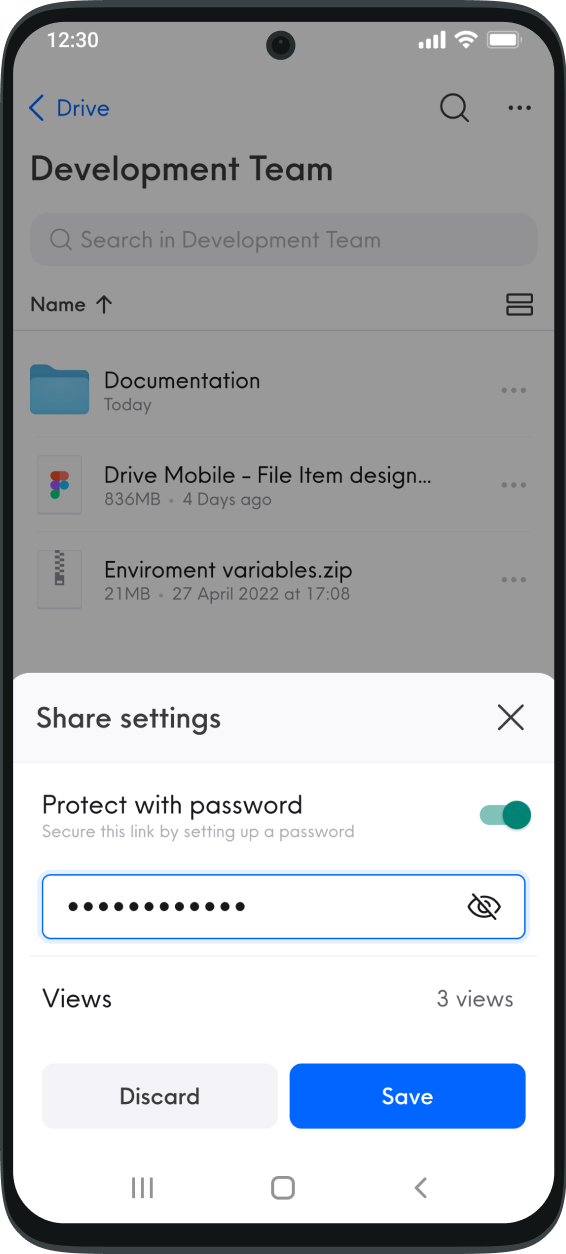 12:30
Drive
Development Team
Search in Development Team
Name
Documentation
Today
Drive Mobile - File Item design...
836MB • 4 Days ago
Enviroment variables.zip
21MB • 27 April 2022 at 17:08
Share settings
Protect with password
Secure this link by setting up a password
••••••••••••
Views 3 views
Discard Save